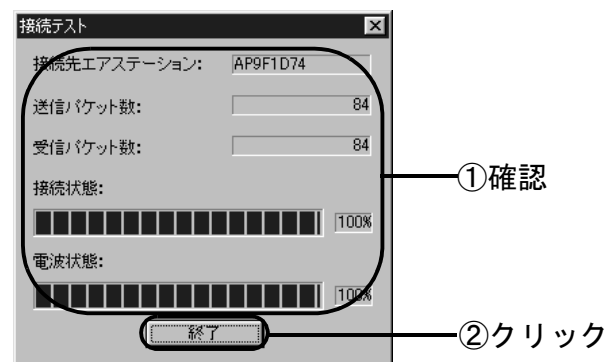 接続テスト
接続先エアステーション: AP9F1D74
送信パケット数: 84
受信パケット数: 84
①確認
接続状態:
100%
電波状態:
100%
終了
②クリック